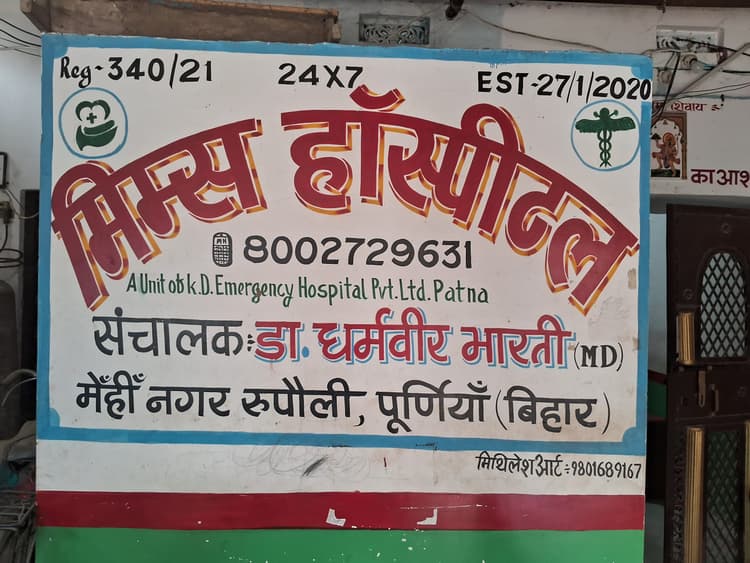 Reg-340/21 24X7 EST-27/1/2020
मिम्स हॉस्पीटल
8002729631
A Unit of k.D. Emergency Hospital Pvt. Ltd. Patna
संचालक: डा. धर्मवीर भारती (MD)
मेँहीँ नगर रुपौली, पूर्णियाँ (बिहार)
मिथिलेश आर्ट÷9801689167
का आश